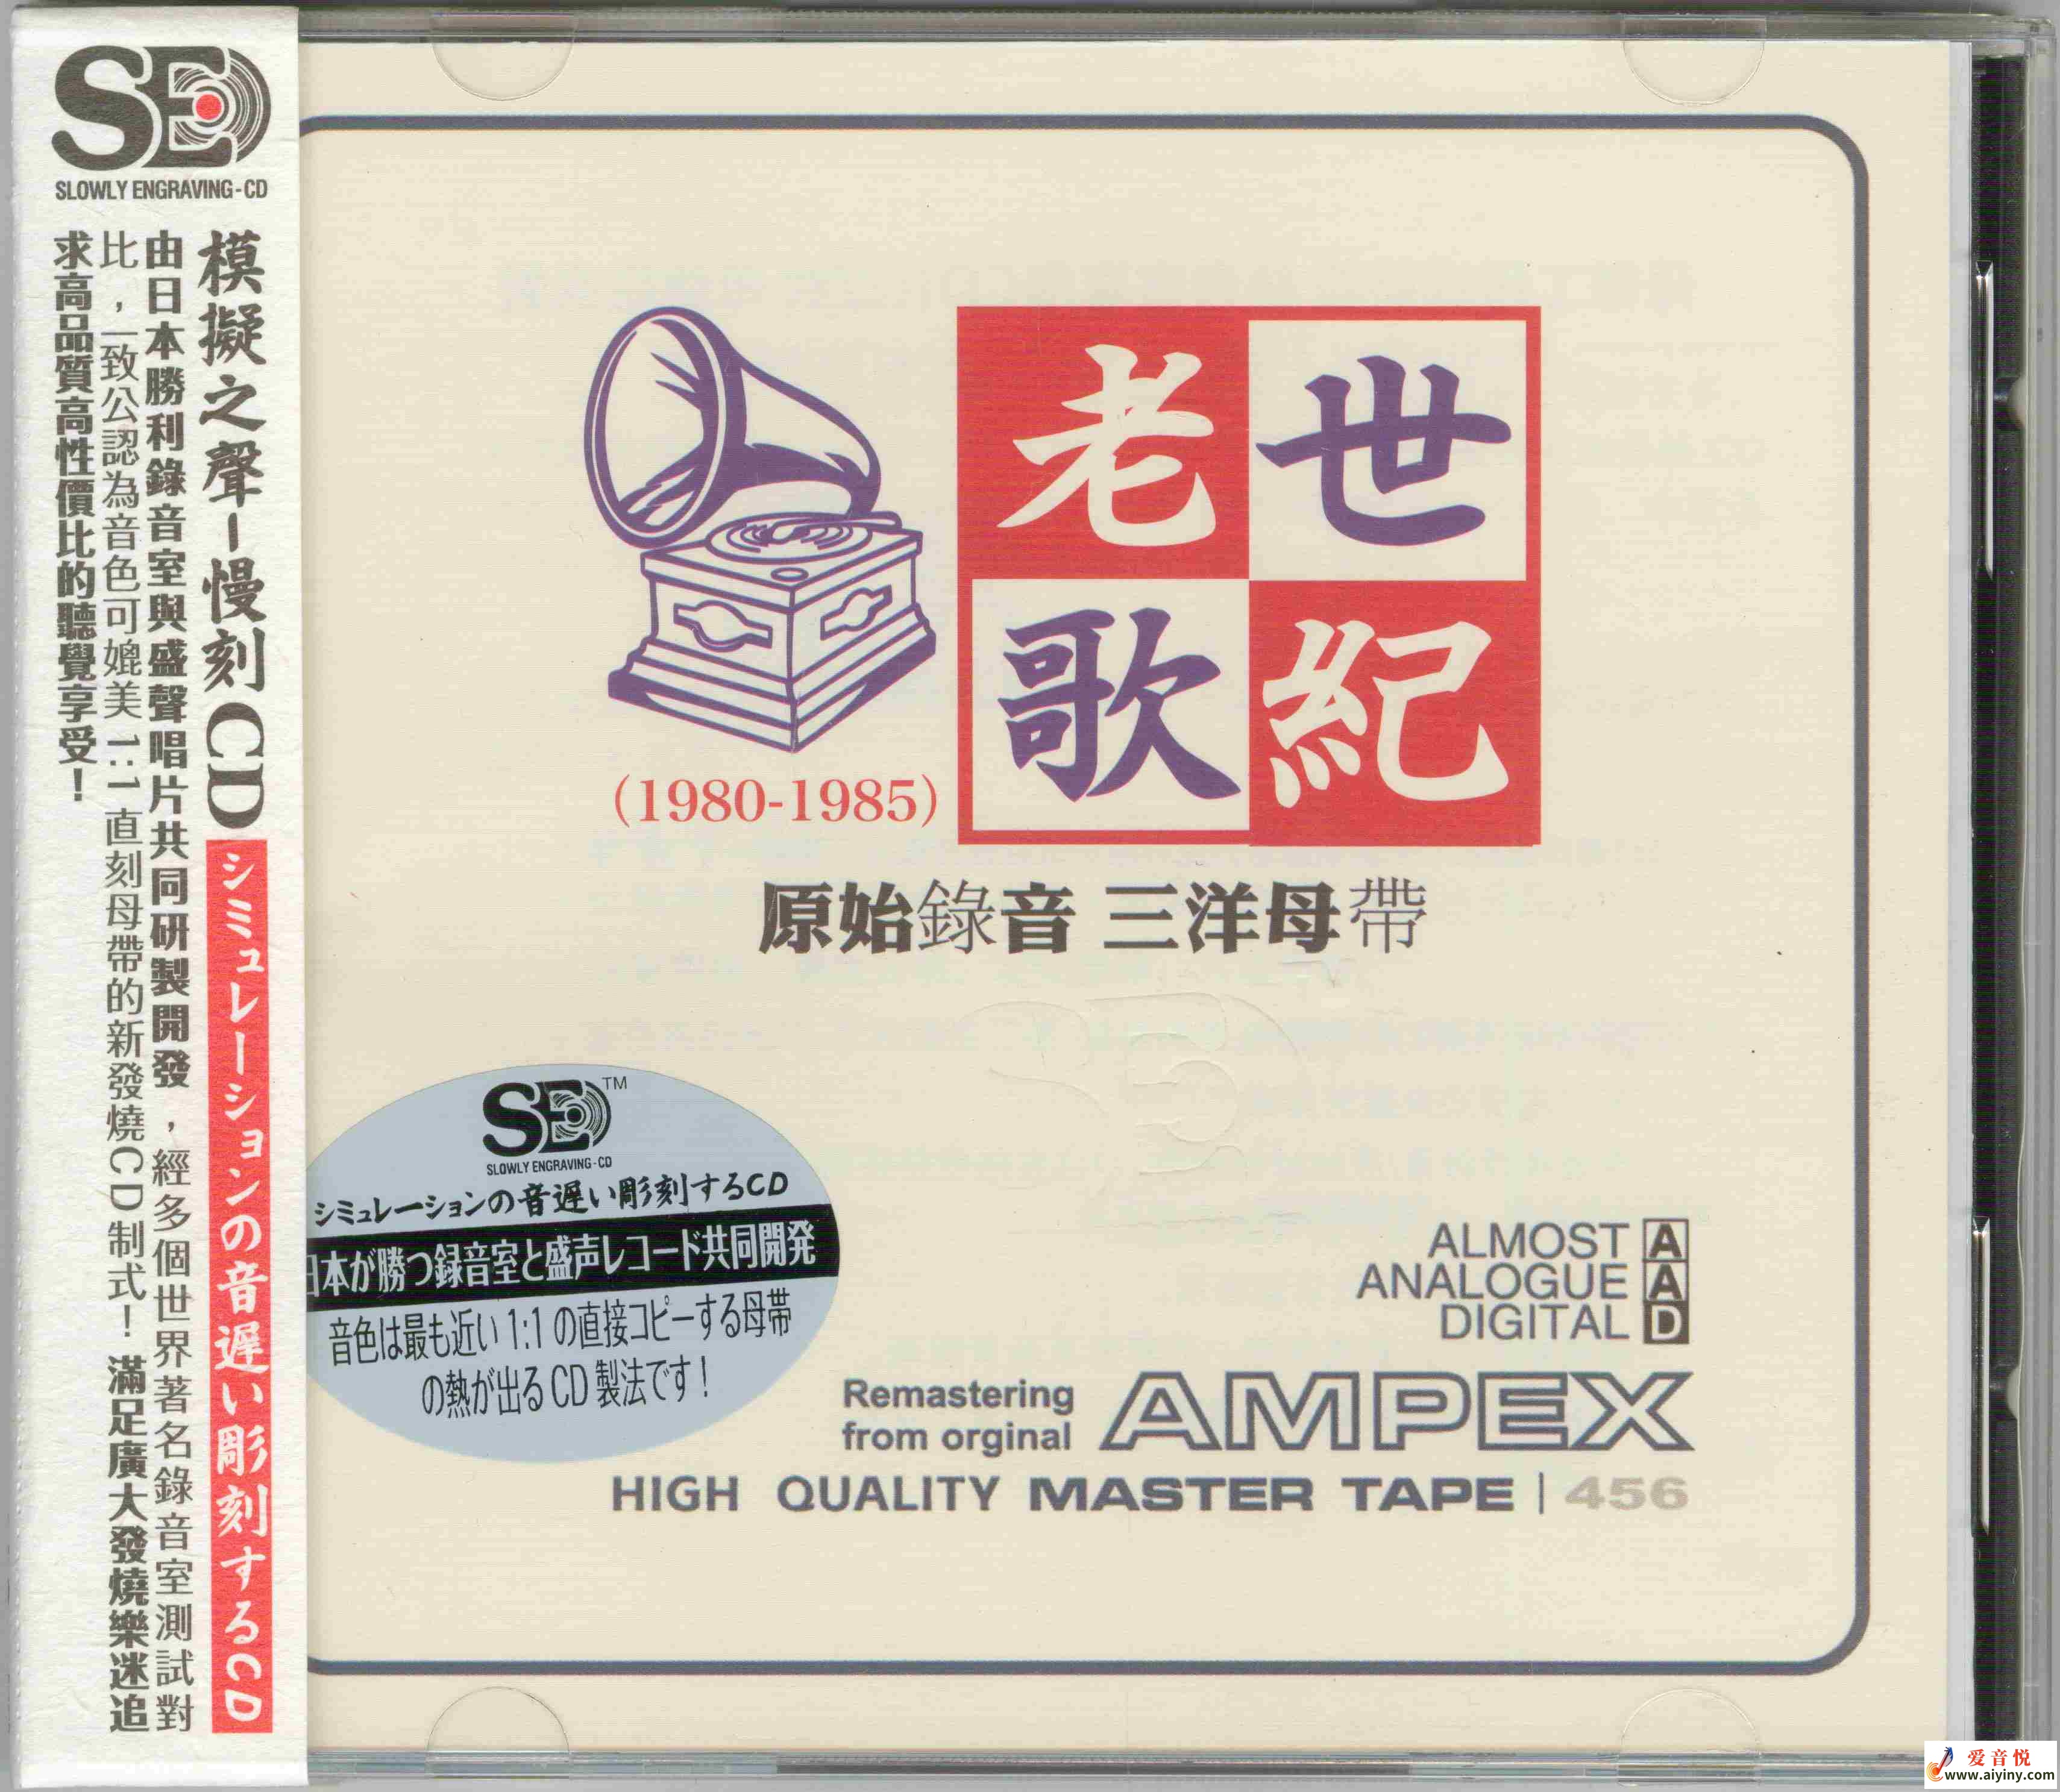 SE
SLOWLY ENGRAVING-CD
模擬之聲-慢刻CD
シミュレーションの音遅い彫刻するCD
由日本勝利錄音室與盛聲唱片共同研製開發，經多個世界著名錄音室測試對
比，一致公認為音色可媲美1:1直刻母帶的新發燒CD制式！滿足廣大發燒樂迷追
求高品質高性價比的聽覺享受！
老世
歌紀
(1980-1985)
原始錄音 三洋母帶
SE
SE TM
SLOWLY ENGRAVING-CD
シミュレーションの音遅い彫刻するCD
日本が勝つ録音室と盛声レコード共同開発
音色は最も近い1:1の直接コピーする母帯
の熱が出るCD製法です！
ALMOST A
ANALOGUE A
DIGITAL D
Remastering
from orginal AMPEX
HIGH QUALITY MASTER TAPE | 456
爱音悦
www.aiyiny.com